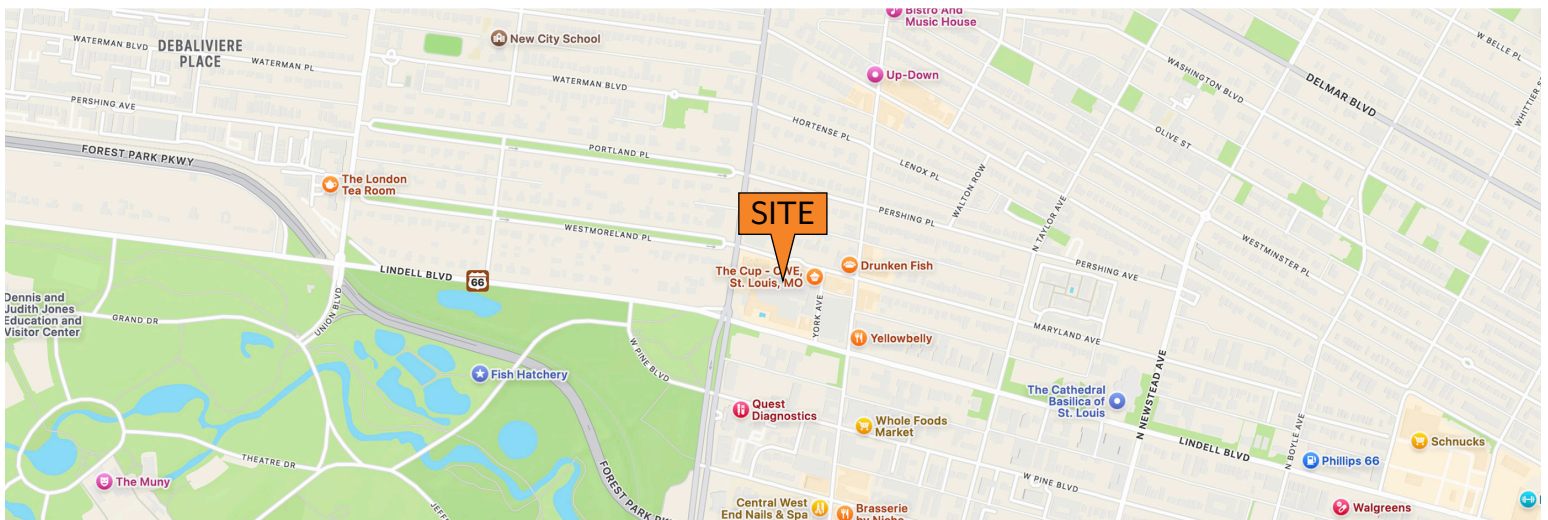 Bistro And
Music House
New City School
WATERMAN BLVD
DEBALIVIERE
PLACE
WATERMAN PL
WATERMAN BLVD
Up-Down
W BELLE PL
WASHINGTON BLVD
DELMAR BLVD
WHITTIER ST
PERSHING AVE
HORTENSE PL
OLIVE ST
FOREST PARK PKWY
PORTLAND PL
LENOX PL
WALTON ROW
The London
Tea Room
SITE
PERSHING PL
N TAYLOR AVE
WESTMORELAND PL
WESTMINSTER PL
LINDELL BLVD
66
The Cup - CWE,
St. Louis, MO
Drunken Fish
PERSHING AVE
Dennis and
Judith Jones
Education and
Visitor Center
GRAND DR
UNION BLVD
YORK AVE
MARYLAND AVE
Yellowbelly
W PINE BLVD
Fish Hatchery
N NEWSTEAD AVE
The Cathedral
Basilica of
St. Louis
Quest
Diagnostics
Whole Foods
Market
LINDELL BLVD
N BOYLE AVE
Schnucks
Phillips 66
THEATRE DR
The Muny
FOREST PARK
W PINE BLVD
Central West
End Nails & Spa
Brasserie
Walgreens